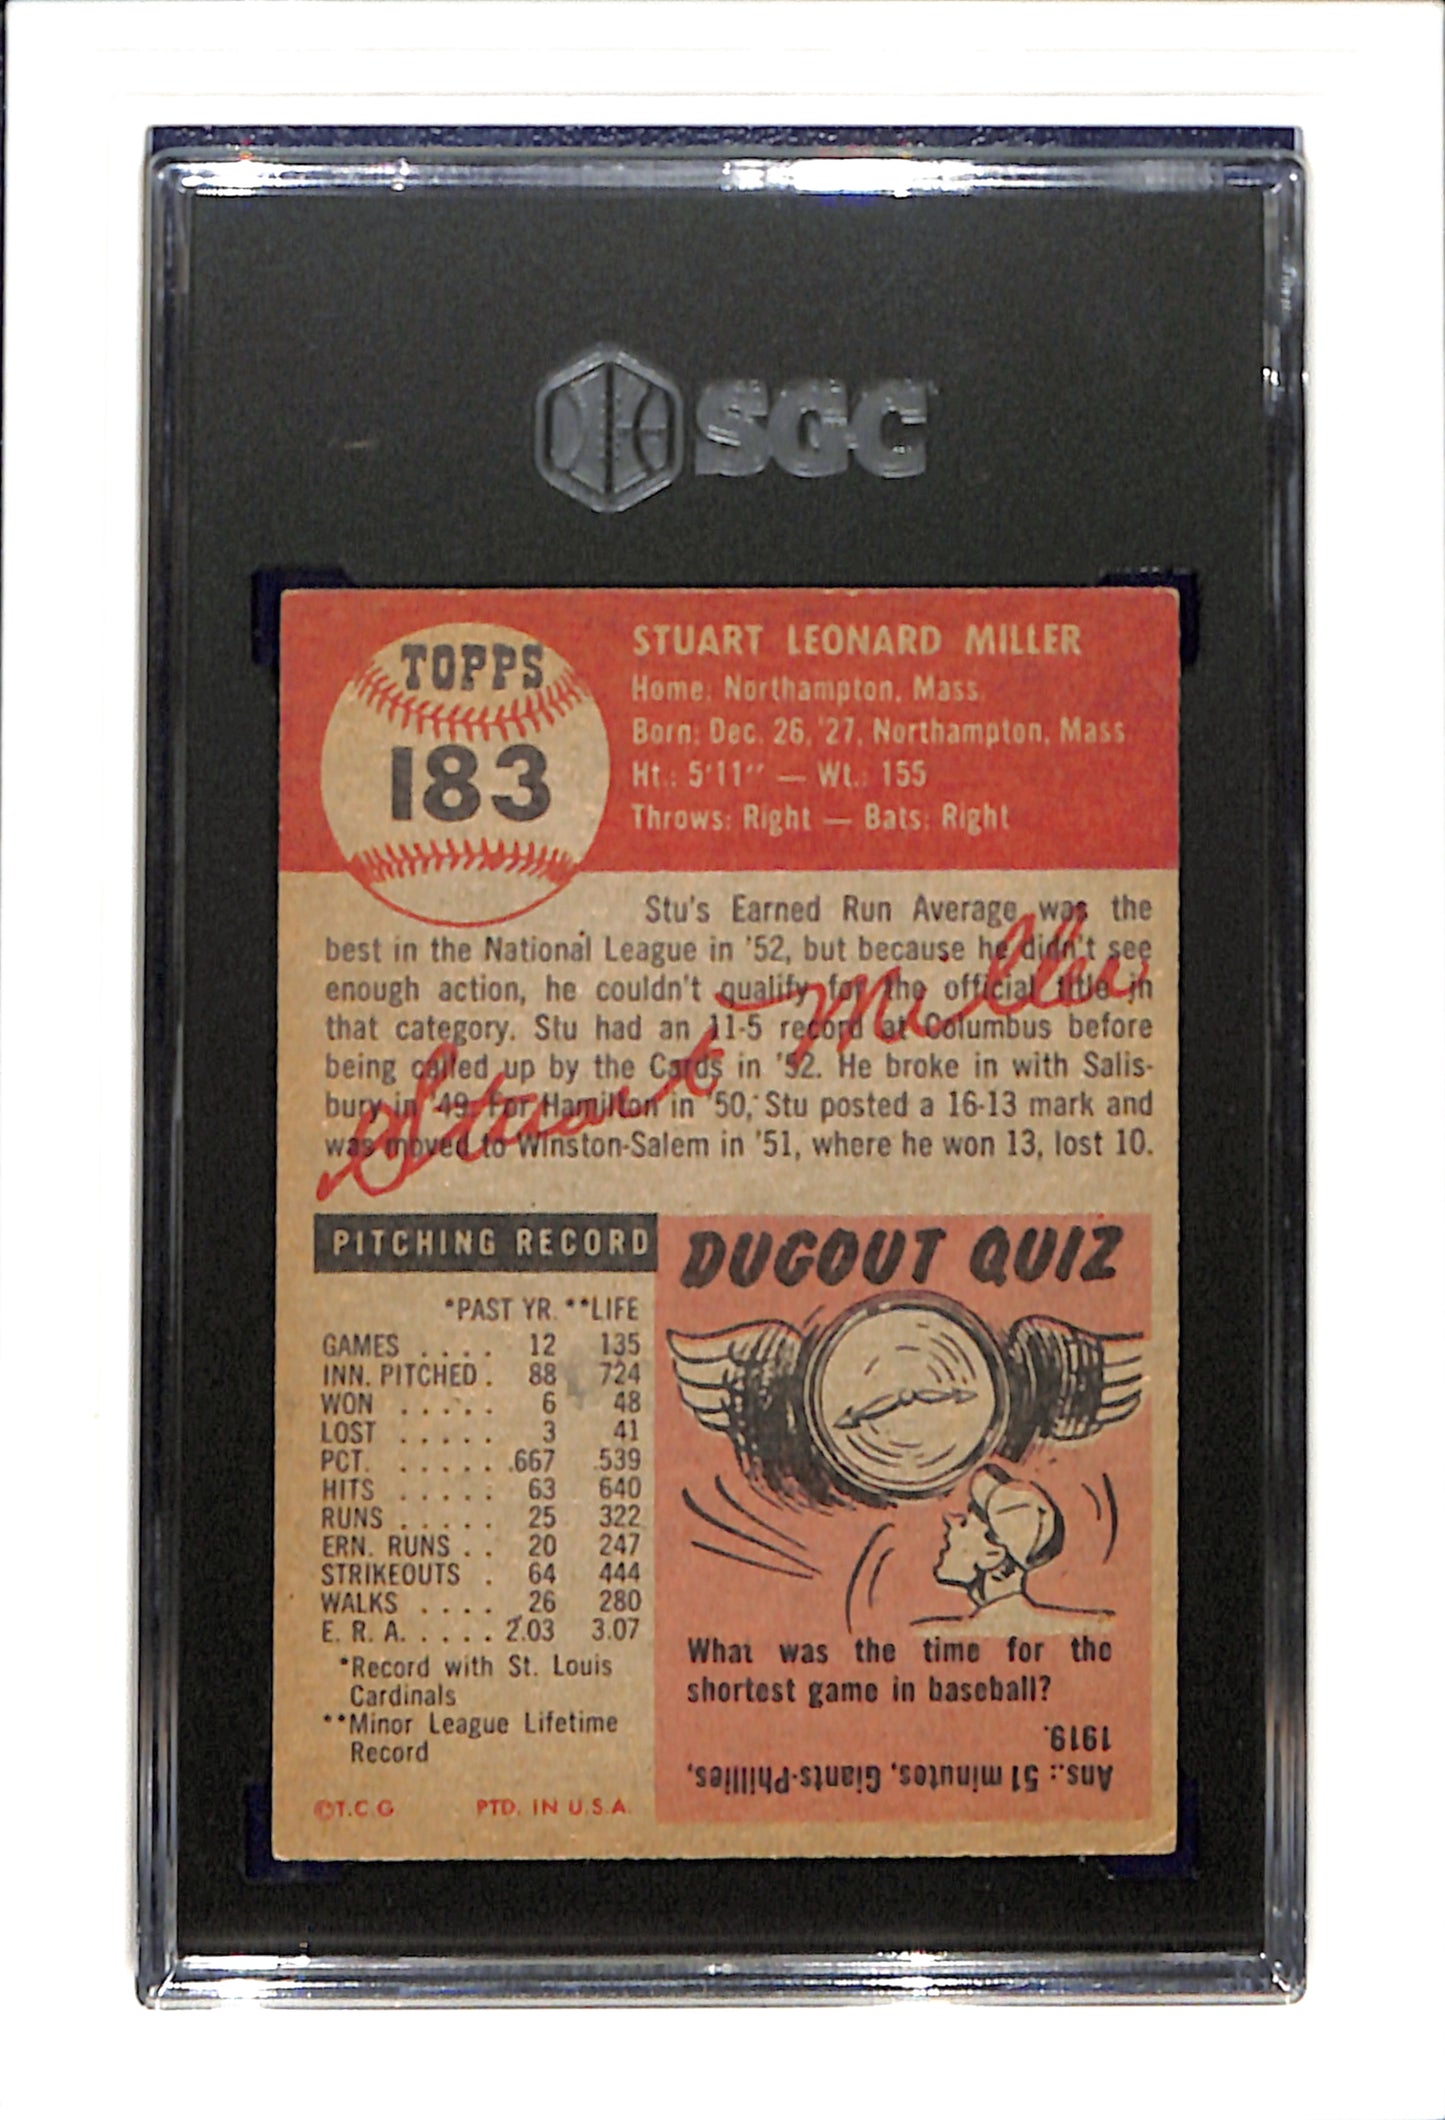 SGC
TOPPS
183
STUART LEONARD MILLER
Home: Northampton, Mass.
Born: Dec. 26, '27, Northampton, Mass.
Ht.: 5'11" — Wt.: 155
Throws: Right — Bats: Right
Stu's Earned Run Average was the
best in the National League in '52, but because he didn't see
enough action, he couldn't qualify for the official title in
that category. Stu had an 11-5 record at Columbus before
being called up by the Cards in '52. He broke in with Salis-
bury in '49. For Hamilton in '50, Stu posted a 16-13 mark and
was moved to Winston-Salem in '51, where he won 13, lost 10.
Stuart Miller
PITCHING RECORD
*PAST YR. **LIFE
GAMES . . . . 12 135
INN. PITCHED . 88 724
WON . . . . . 6 48
LOST . . . . . 3 41
PCT. . . . . . .667 .539
HITS . . . . . 63 640
RUNS . . . . . 25 322
ERN. RUNS . . 20 247
STRIKEOUTS . 64 444
WALKS . . . . 26 280
E. R. A. . . . . 2.03 3.07
*Record with St. Louis
Cardinals
**Minor League Lifetime
Record
©T.C.G. PTD. IN U.S.A.
DUGOUT QUIZ
What was the time for the
shortest game in baseball?
Ans.: 51 minutes, Giants-Phillies,
1919.